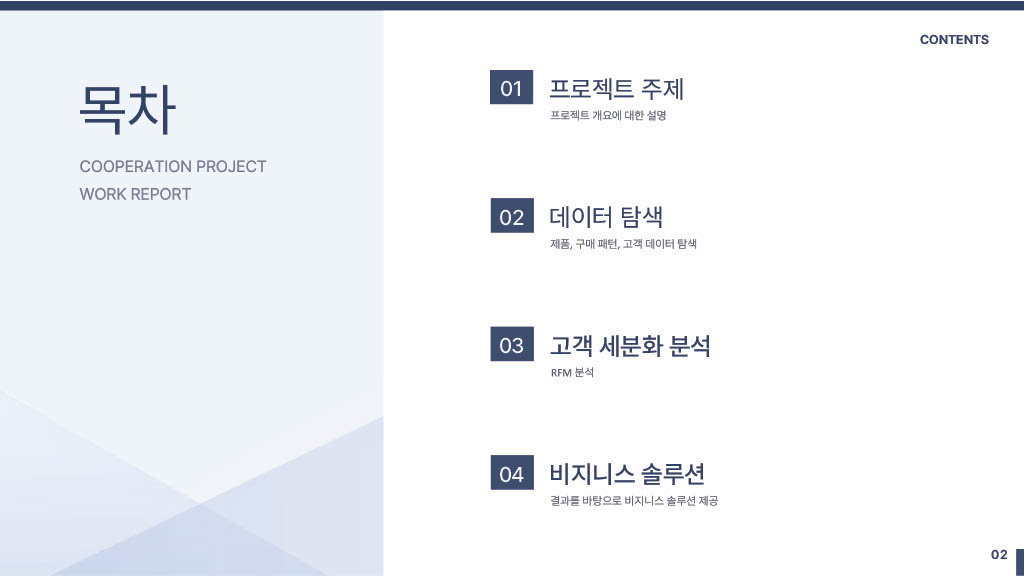 CONTENTS
목차
COOPERATION PROJECT
WORK REPORT
01
프로젝트 주제
프로젝트 개요에 대한 설명
02
데이터 탐색
제품, 구매 패턴, 고객 데이터 탐색
03
고객 세분화 분석
RFM 분석
04
비지니스 솔루션
결과를 바탕으로 비지니스 솔루션 제공
02